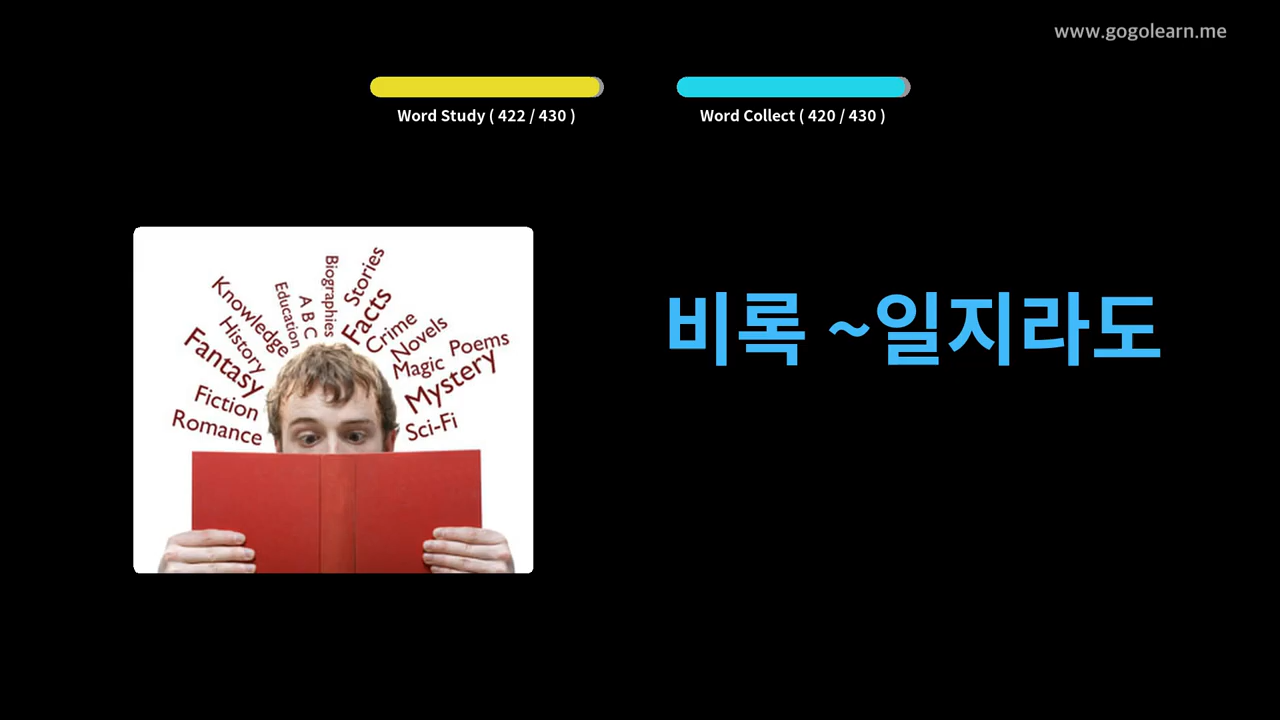 www.gogolearn.me
Word Study ( 422 / 430 )
Word Collect ( 420 / 430 )
비록 ~일지라도
Knowledge
History
Fantasy
Fiction
Romance
Education
A B C
Biographies
Stories
Facts
Crime
Novels
Magic
Poems
Mystery
Sci-Fi